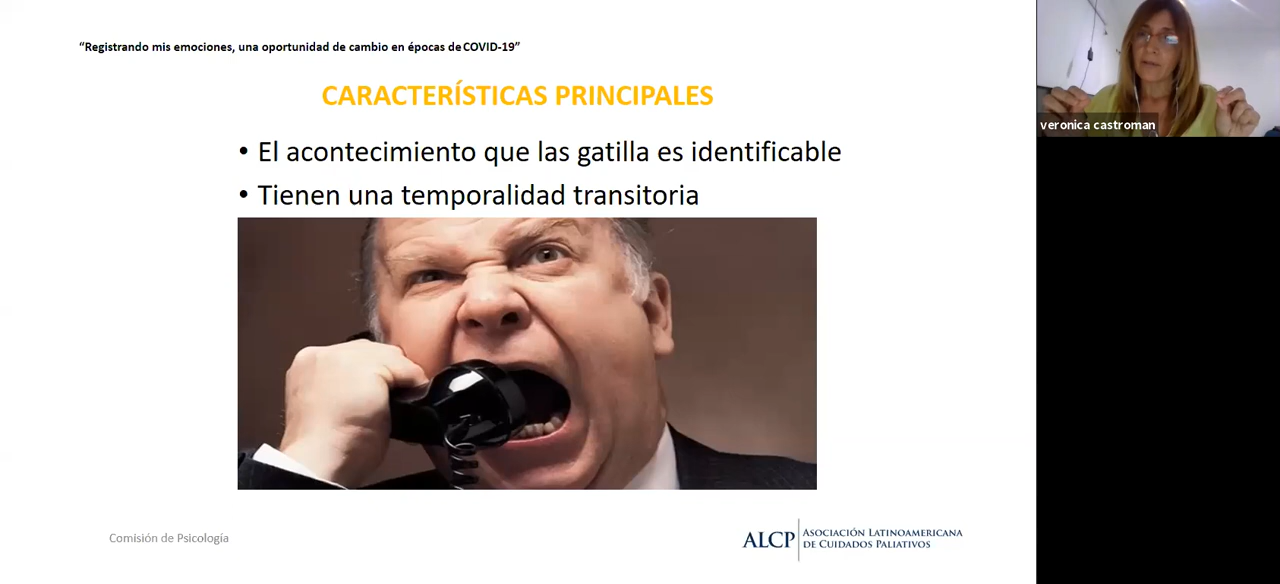 “Registrando mis emociones, una oportunidad de cambio en épocas de COVID-19”
CARACTERÍSTICAS PRINCIPALES
• El acontecimiento que las gatilla es identificable
• Tienen una temporalidad transitoria
veronica castroman
Comisión de Psicología
ALCP
ASOCIACIÓN LATINOAMERICANA
DE CUIDADOS PALIATIVOS